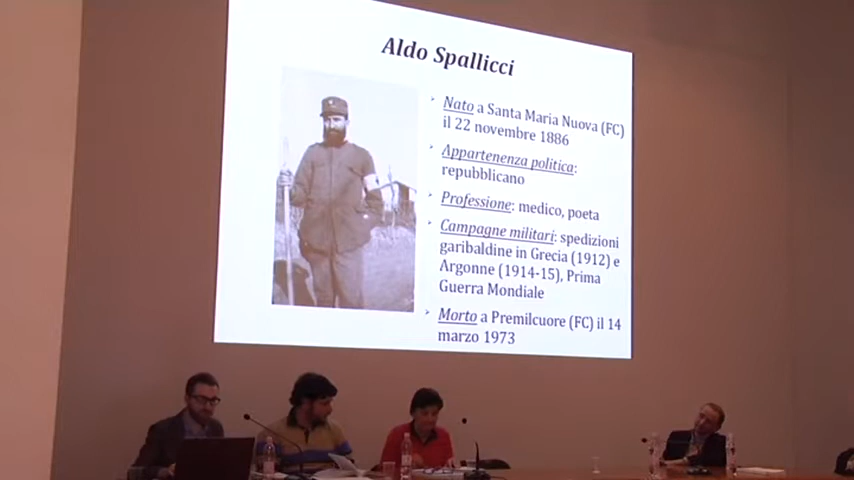 Aldo Spallicci
Nato a Santa Maria Nuova (FC)
il 22 novembre 1886
Appartenenza politica:
repubblicano
Professione: medico, poeta
Campagne militari: spedizioni
garibaldine in Grecia (1912) e
Argonne (1914-15), Prima
Guerra Mondiale
Morto a Premilcuore (FC) il 14
marzo 1973